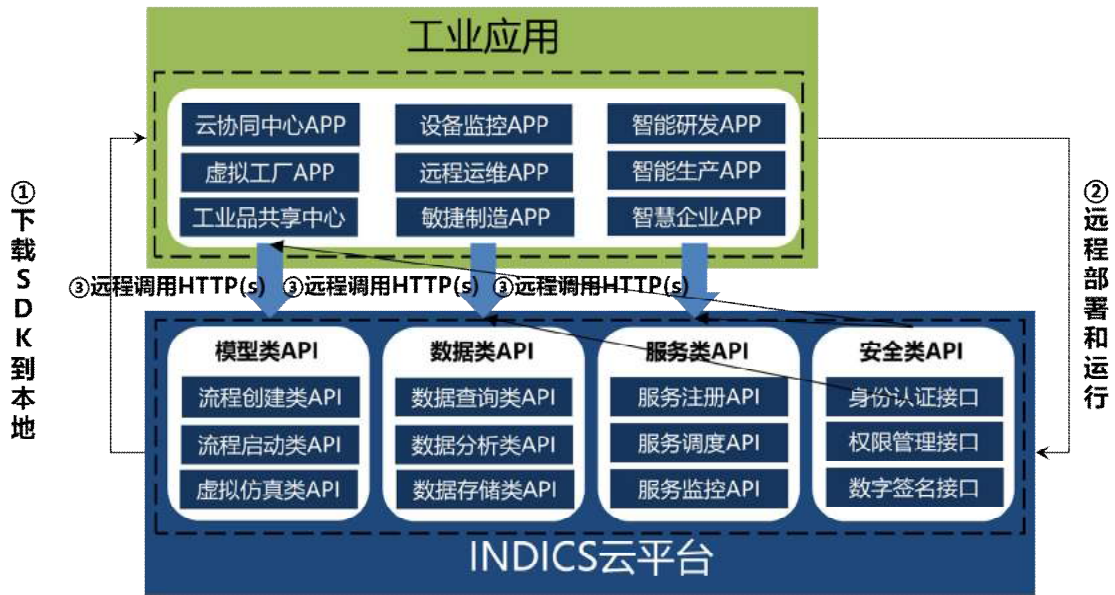 工业应用
云协同中心APP
设备监控APP
智能研发APP
虚拟工厂APP
远程运维APP
智能生产APP
工业品共享中心
敏捷制造APP
智慧企业APP
①下载SDK到本地
②远程部署和运行
③远程调用HTTP(s)
③远程调用HTTP(s)
③远程调用HTTP(s)
模型类API
数据类API
服务类API
安全类API
流程创建类API
数据查询类API
服务注册API
身份认证接口
流程启动类API
数据分析类API
服务调度API
权限管理接口
虚拟仿真类API
数据存储类API
服务监控API
数字签名接口
INDICS云平台